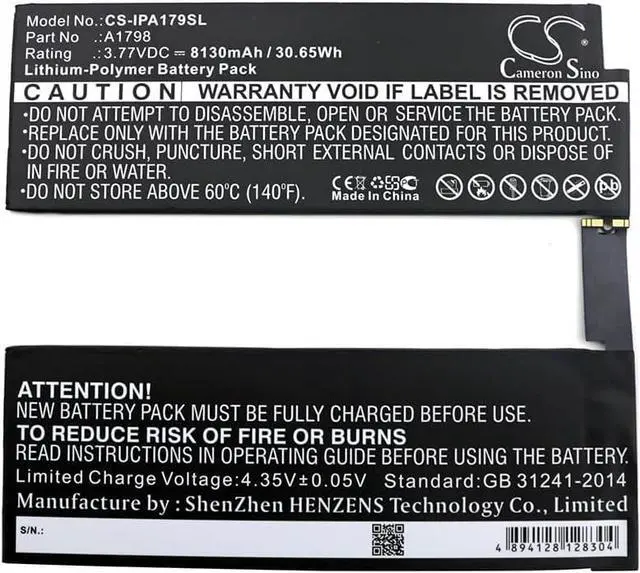 Model No.:CS-IPA179SL
Part No .:A1798
Rating :3.77VDC⎓8130mAh / 30.65Wh
Lithium-Polymer Battery Pack
CS
Cameron Sino
CAUTION WARRANTY VOID IF LABEL IS REMOVED
•DO NOT ATTEMPT TO DISASSEMBLE, OPEN OR SERVICE THE BATTERY PACK.
•REPLACE ONLY WITH THE BATTERY PACK DESIGNATED FOR THIS PRODUCT.
•DO NOT CRUSH, PUNCTURE, SHORT EXTERNAL CONTACTS OR DISPOSE OF
IN FIRE OR WATER.
•DO NOT STORE ABOVE 60°C (140°F).
CE
Made In China
Pb
ATTENTION!
NEW BATTERY PACK MUST BE FULLY CHARGED BEFORE USE.
TO REDUCE RISK OF FIRE OR BURNS
READ INSTRUCTIONS IN OPERATING GUIDE BEFORE USE BATTERY.
Limited Charge Voltage:4.35V±0.05V Standard:GB 31241-2014
Manufacture by: ShenZhen HENZENS Technology Co., Limited
S/N.:
4 894128 128304